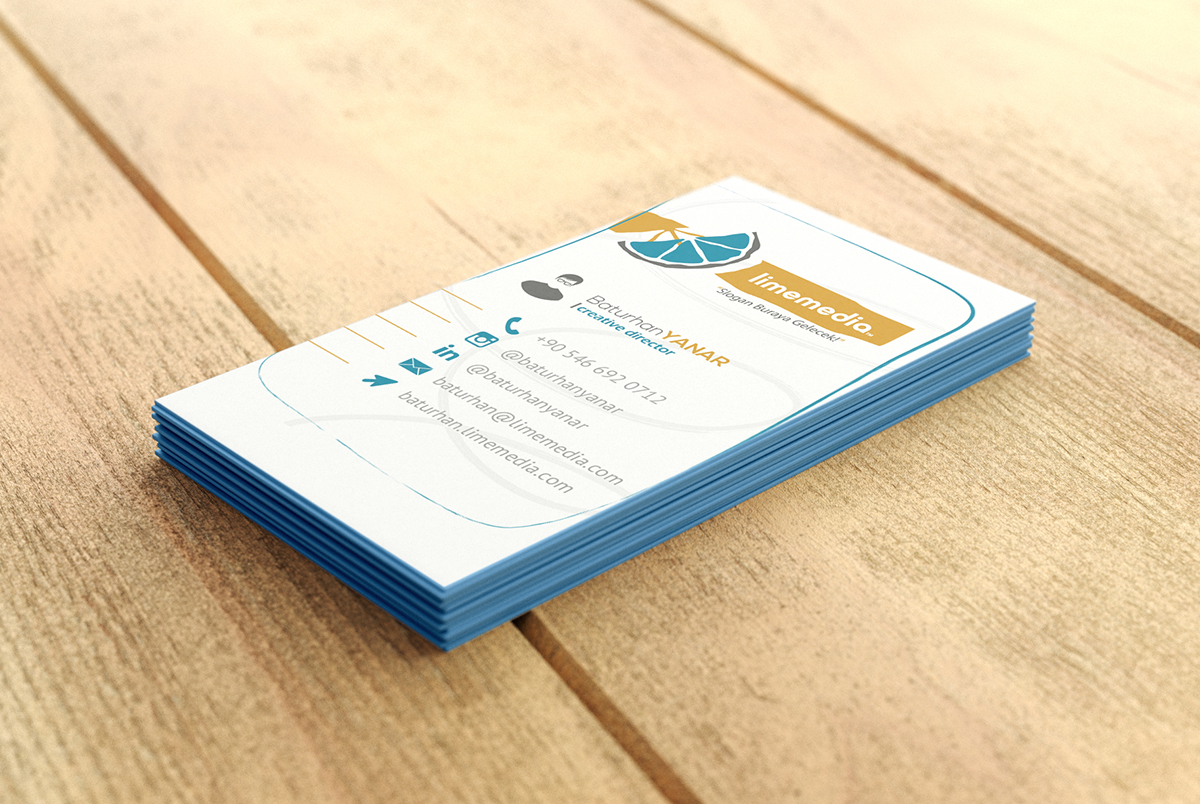 limemedia™
"Slogan Buraya Gelecek!"
Baturhan YANAR
creative director
+90 546 692 0712
@baturhanyanar
@baturhanyanar
baturhan@limemedia.com
baturhan.limemedia.com